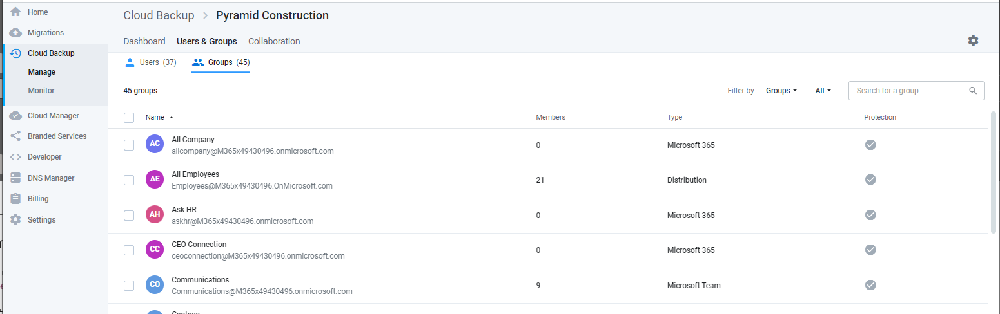 Home
Migrations
Cloud Backup
Manage
Monitor
Cloud Manager
Branded Services
Developer
DNS Manager
Billing
Settings
Cloud Backup > Pyramid Construction
Dashboard Users & Groups Collaboration
Users (37) Groups (45)
45 groups Filter by Groups All Search for a group
Name Members Type Protection
AC All Company 0 Microsoft 365
allcompany@M365x49430496.onmicrosoft.com
AE All Employees 21 Distribution
Employees@M365x49430496.OnMicrosoft.com
AH Ask HR 0 Microsoft 365
askhr@M365x49430496.onmicrosoft.com
CC CEO Connection 0 Microsoft 365
ceoconnection@M365x49430496.onmicrosoft.com
CO Communications 9 Microsoft Team
Communications@M365x49430496.onmicrosoft.com